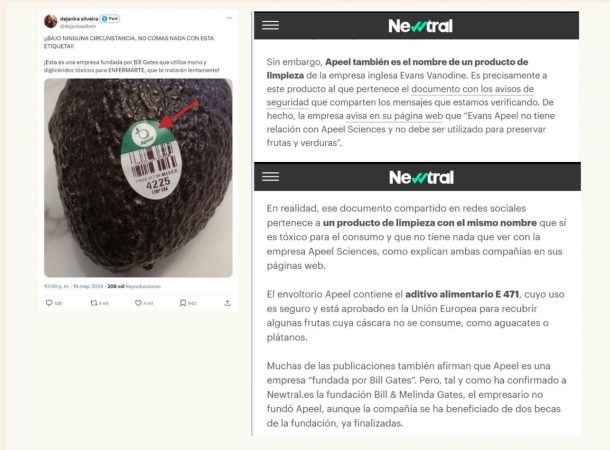 dejanira silveira
Post
@dejanirasilveir
¡¡BAJO NINGUNA CIRCUNSTANCIA, NO COMAS NADA CON ESTA
ETIQUETA!!
¡Esta es una empresa fundada por Bill Gates que utiliza mono y
diglicéridos tóxicos para ENFERMARTE, que te matarán lentamente!
Apeel
PRODUCT OF MEXICO
4225
10:09 p. m. · 18 may. 2024 · 208 mil Reproducciones
108
4 mil
4 mil
Newtral
Sin embargo, Apeel también es el nombre de un producto de
limpieza de la empresa inglesa Evans Vanodine. Es precisamente a
este producto al que pertenece el documento con los avisos de
seguridad que comparten los mensajes que estamos verificando. De
hecho, la empresa avisa en su página web que “Evans Apeel no tiene
relación con Apeel Sciences y no debe ser utilizado para preservar
frutas y verduras”.
Newtral
En realidad, ese documento compartido en redes sociales
pertenece a un producto de limpieza con el mismo nombre que sí
es tóxico para el consumo y que no tiene nada que ver con la
empresa Apeel Sciences, como explican ambas compañías en sus
páginas web.
El envoltorio Apeel contiene el aditivo alimentario E 471, cuyo uso
es seguro y está aprobado en la Unión Europea para recubrir
algunas frutas cuya cáscara no se consume, como aguacates o
plátanos.
Muchas de las publicaciones también afirman que Apeel es una
empresa “fundada por Bill Gates”. Pero, tal y como ha confirmado a
Newtral.es la fundación Bill & Melinda Gates, el empresario no
fundó Apeel, aunque la compañía se ha beneficiado de dos becas
de la fundación, ya finalizadas.